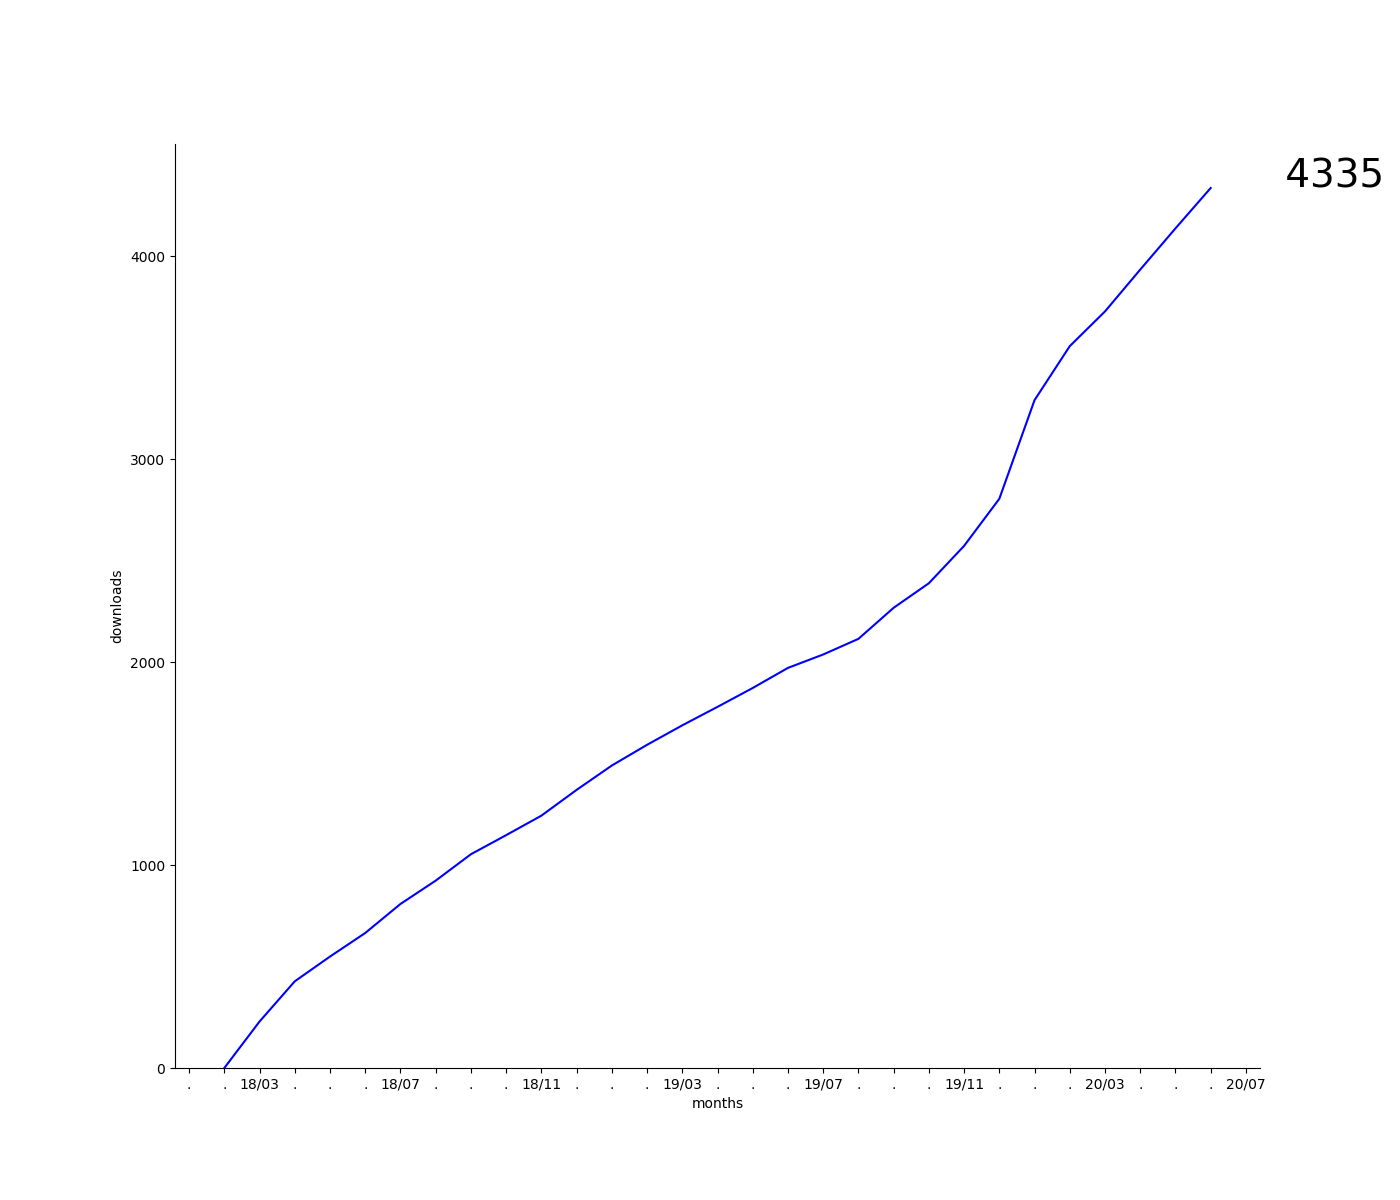 4335
4000
3000
2000
1000
0
downloads
. . 18/03 . . . 18/07 . . . 18/11 . . . 19/03 . . . 19/07 . . . 19/11 . . . 20/03 . . . 20/07
months